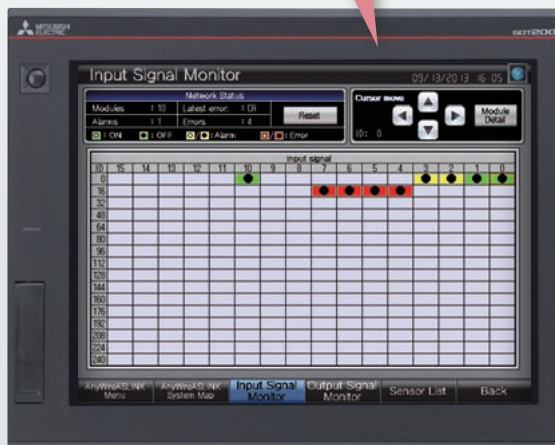 MITSUBISHI
ELECTRIC
GOT2000
Input Signal Monitor
09/13/2013 16:05
Network Status
Modules : 10 Latest error:
Alarms : 1 Errors : 4
Reset
: ON : OFF / : Alarm / : Error
Cursor move
ID: 0
Module
Detail
Input signal
ID 15 14 13 12 11 10 9 8 7 6 5 4 3 2 1 0
0
16
32
48
64
80
96
112
128
144
160
176
192
208
224
240
AnyWireASLINK
Menu
AnyWireASLINK
System Map
Input Signal
Monitor
Output Signal
Monitor
Sensor List
Back